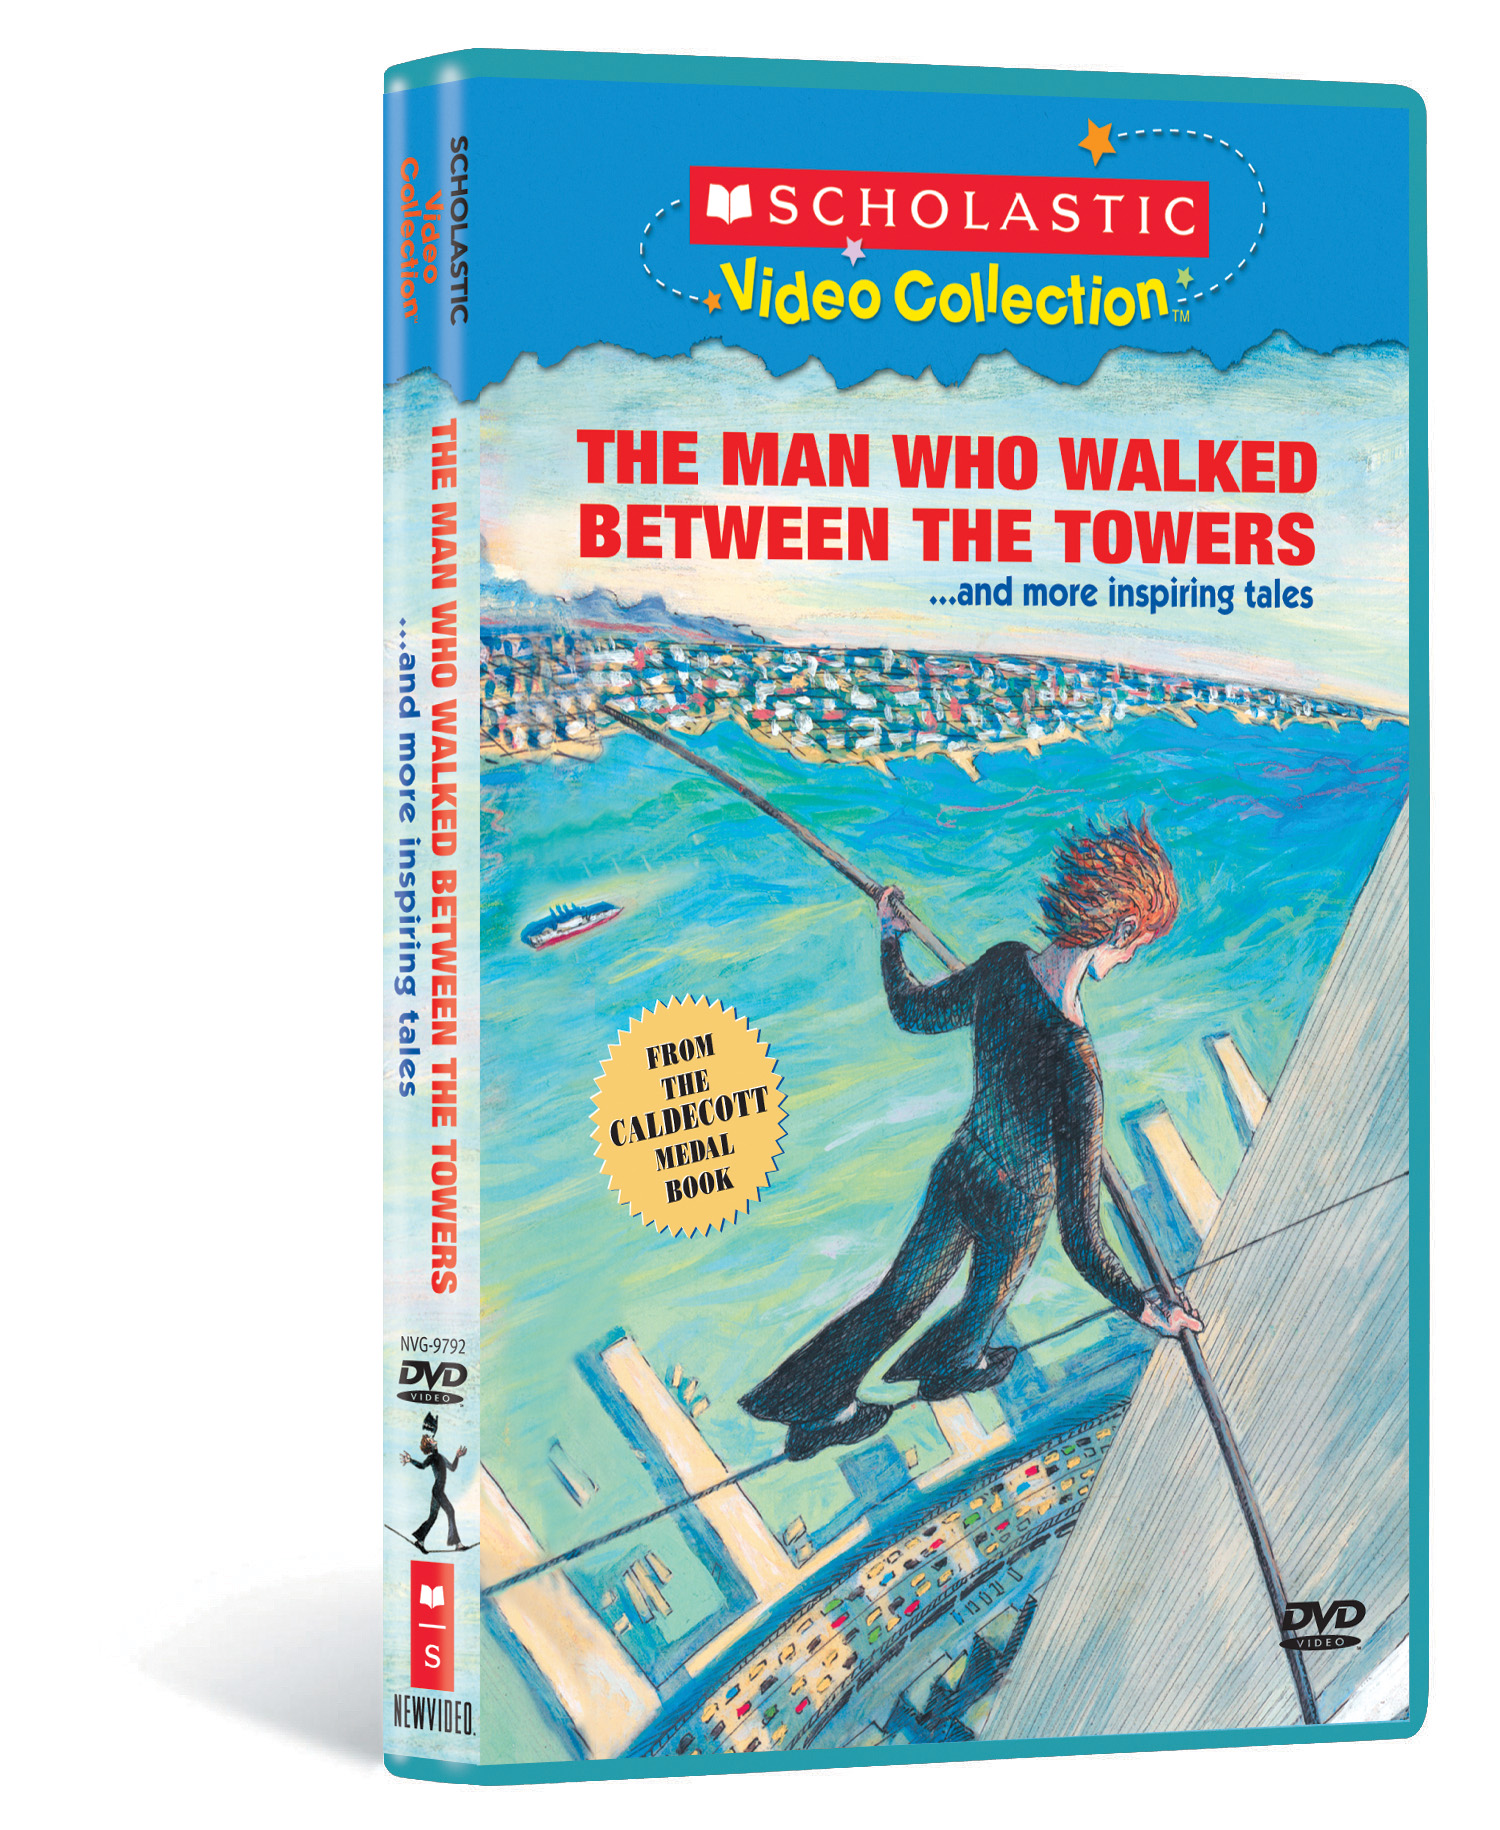 SCHOLASTIC
Video Collection™
THE MAN WHO WALKED
BETWEEN THE TOWERS
...and more inspiring tales
FROM
THE
CALDECOTT
MEDAL
BOOK
DVD
VIDEO
SCHOLASTIC
Video
Collection™
THE MAN WHO WALKED BETWEEN THE TOWERS
...and more inspiring tales
NVG-9792
DVD
VIDEO
S
NEWVIDEO.